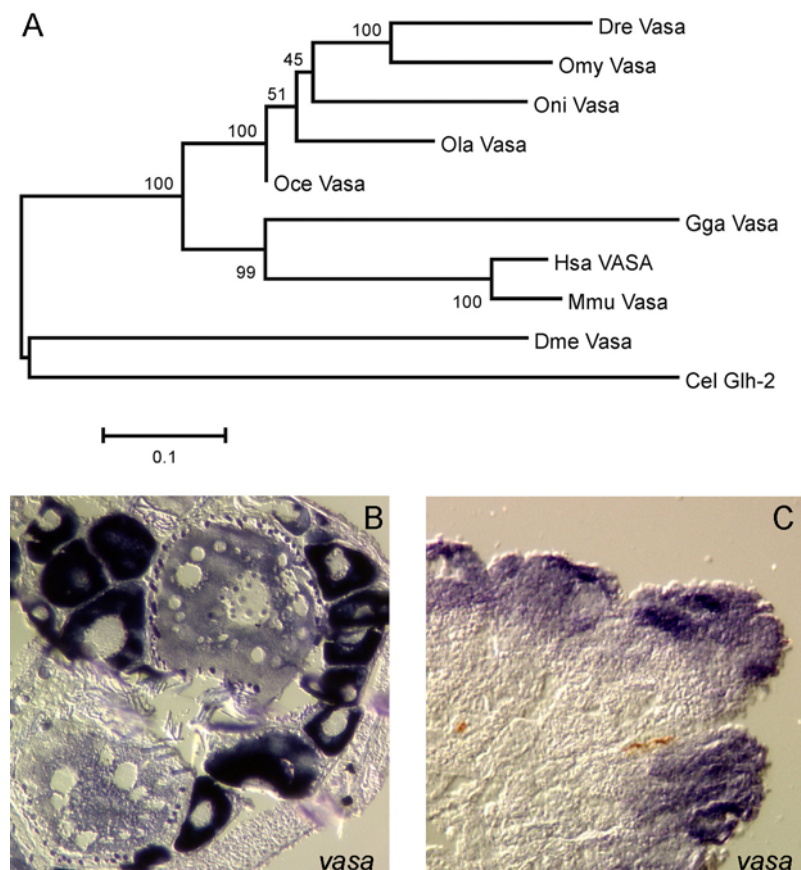 A
100
Dre Vasa
45
Omy Vasa
51
Oni Vasa
100
Ola Vasa
100
Oce Vasa
Gga Vasa
99
Hsa VASA
100
Mmu Vasa
Dme Vasa
Cel Glh-2
0.1
B
vasa
C
vasa